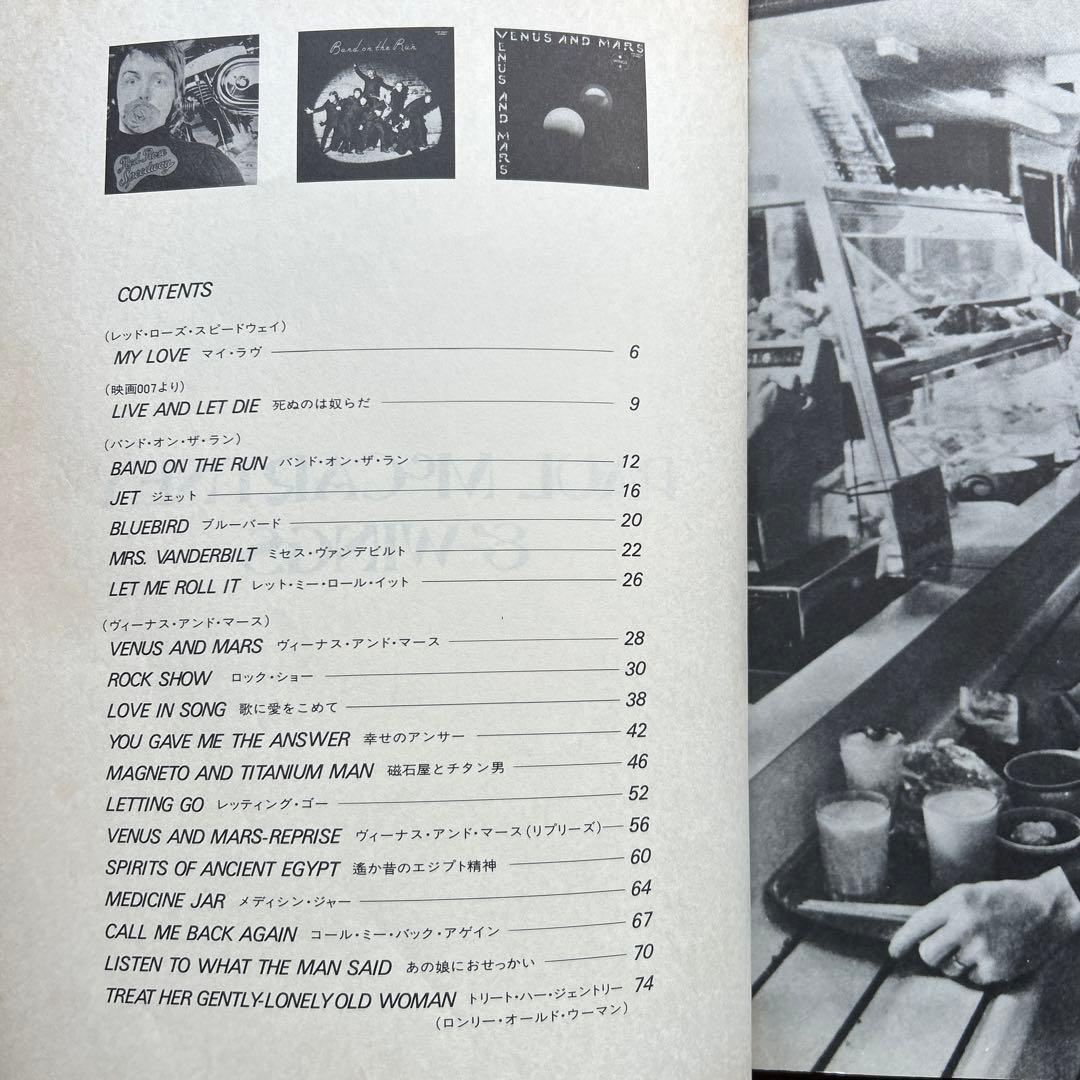 Red Rose Speedway
Band on the Run
VENUS AND MARS
VENUS AND MARS
CONTENTS
(レッド・ローズ・スピードウェイ)
MY LOVE マイ・ラヴ 6
(映画007より)
LIVE AND LET DIE 死ぬのは奴らだ 9
(バンド・オン・ザ・ラン)
BAND ON THE RUN バンド・オン・ザ・ラン 12
JET ジェット 16
BLUEBIRD ブルーバード 20
MRS. VANDERBILT ミセス・ヴァンデビルト 22
LET ME ROLL IT レット・ミー・ロール・イット 26
(ヴィーナス・アンド・マース)
VENUS AND MARS ヴィーナス・アンド・マース 28
ROCK SHOW ロック・ショー 30
LOVE IN SONG 歌に愛をこめて 38
YOU GAVE ME THE ANSWER 幸せのアンサー 42
MAGNETO AND TITANIUM MAN 磁石屋とチタン男 46
LETTING GO レッティング・ゴー 52
VENUS AND MARS-REPRISE ヴィーナス・アンド・マース(リプリーズ) 56
SPIRITS OF ANCIENT EGYPT 遙か昔のエジプト精神 60
MEDICINE JAR メディシン・ジャー 64
CALL ME BACK AGAIN コール・ミー・バック・アゲイン 67
LISTEN TO WHAT THE MAN SAID あの娘におせっかい 70
TREAT HER GENTLY-LONELY OLD WOMAN トリート・ハー・ジェントリー 74
(ロンリー・オールド・ウーマン)